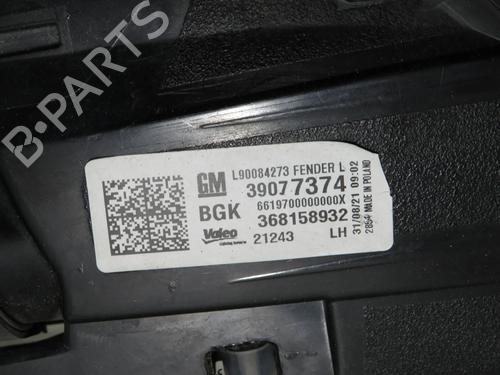 B-PARTS
GM
L90084273 FENDER L
39077374
BGK
6619700000000X
368158932
Valeo
21243 LH
31/08/21 09:02
MADE IN POLAND